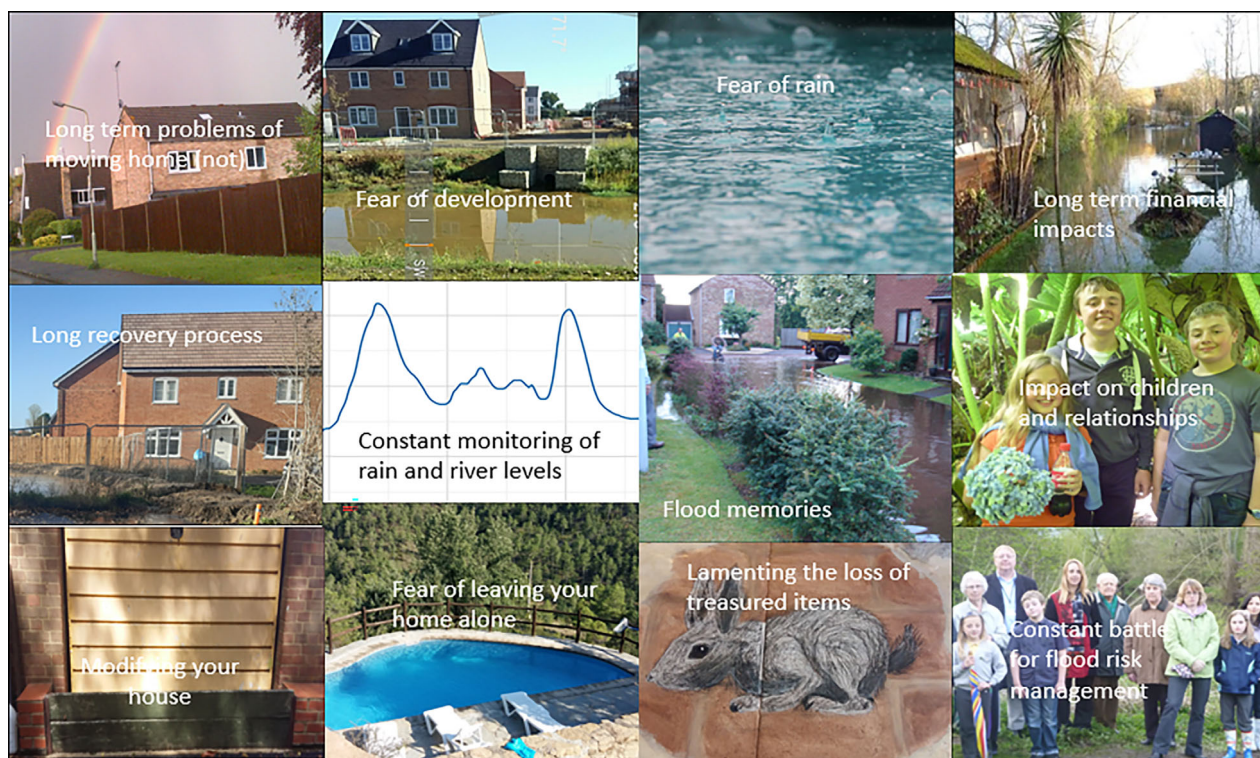 Long term problems of
moving home (not)
Fear of development
Fear of rain
Long term financial
impacts
Long recovery process
Constant monitoring of
rain and river levels
Flood memories
Impact on children
and relationships
Modifying your
house
Fear of leaving your
home alone
Lamenting the loss of
treasured items
Constant battle
for flood risk
management